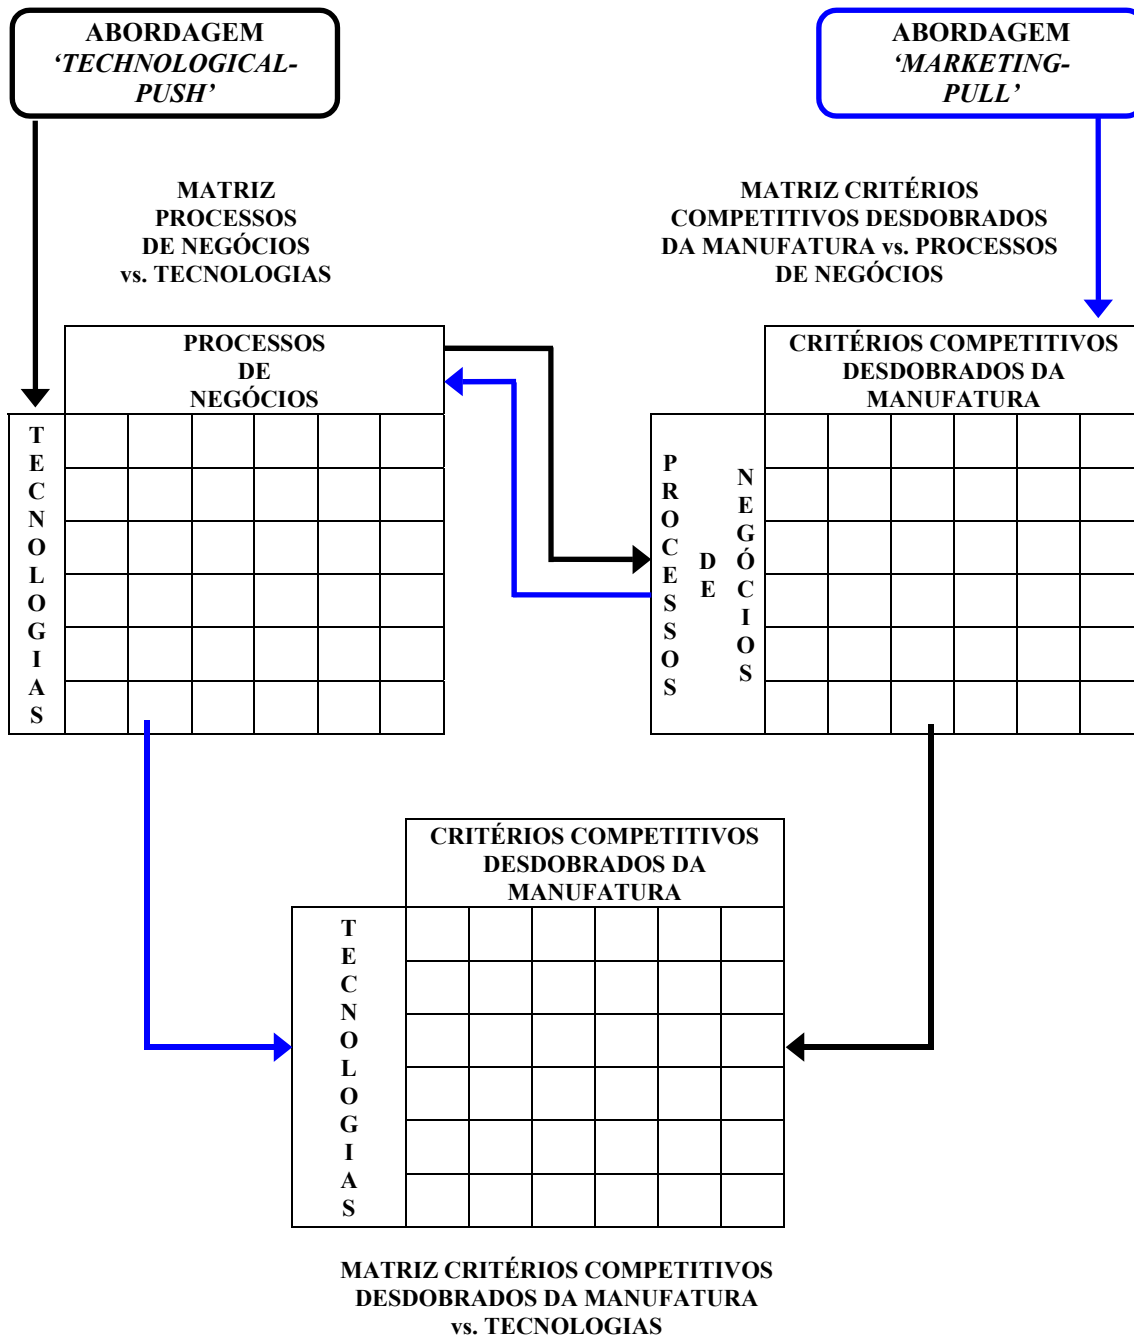 ABORDAGEM
‘TECHNOLOGICAL-
PUSH’
ABORDAGEM
‘MARKETING-
PULL’
MATRIZ
PROCESSOS
DE NEGÓCIOS
vs. TECNOLOGIAS
MATRIZ CRITÉRIOS
COMPETITIVOS DESDOBRADOS
DA MANUFATURA vs. PROCESSOS
DE NEGÓCIOS
PROCESSOS
DE
NEGÓCIOS
TECNOLOGIAS
CRITÉRIOS COMPETITIVOS
DESDOBRADOS DA
MANUFATURA
PROCESSOS
DE
NEGÓCIOS
CRITÉRIOS COMPETITIVOS
DESDOBRADOS DA
MANUFATURA
TECNOLOGIAS
MATRIZ CRITÉRIOS COMPETITIVOS
DESDOBRADOS DA MANUFATURA
vs. TECNOLOGIAS